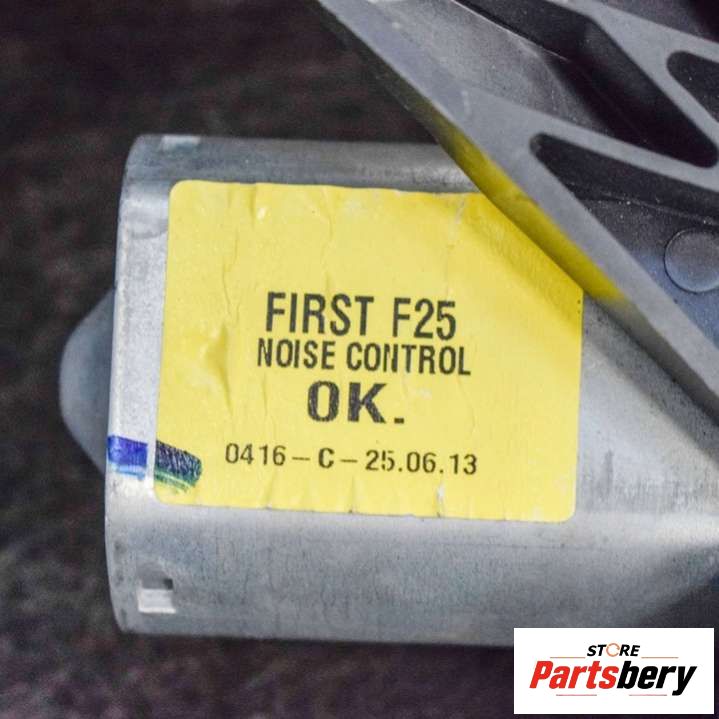 FIRST F25
NOISE CONTROL
OK.
0416-C-25.06.13
STORE
Partsbery